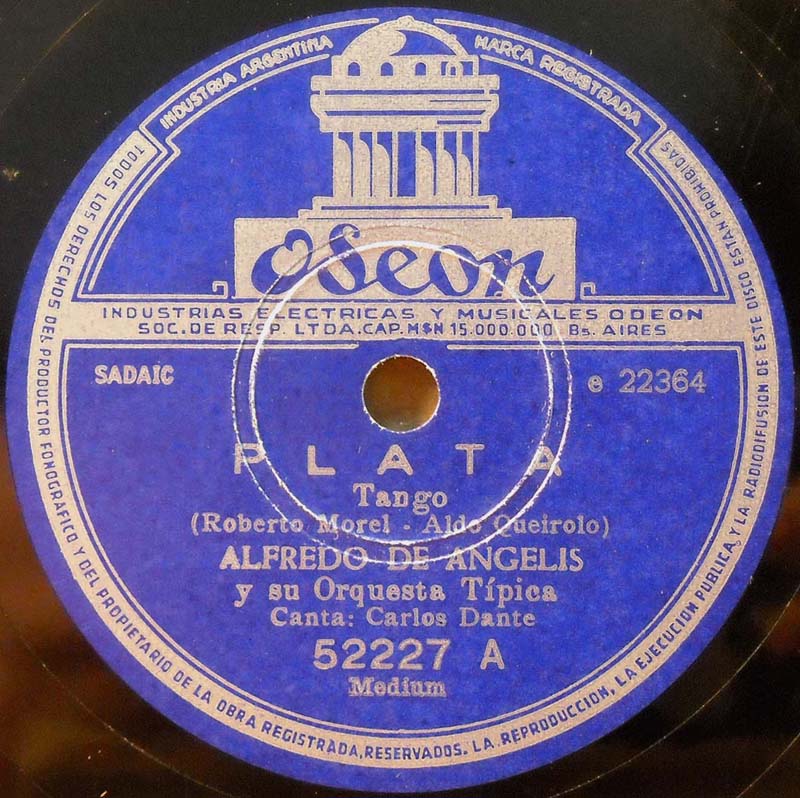 INDUSTRIA ARGENTINA
MARCA REGISTRADA
Odeon
INDUSTRIAS ELECTRICAS Y MUSICALES ODEON
SOC. DE RESP. LTDA. CAP. M$N 15.000.000. Bs. AIRES
SADAIC
e 22364
PLATA
Tango
(Roberto Morel - Aldo Queirolo)
ALFREDO DE ANGELIS
y su Orquesta Típica
Canta: Carlos Dante
52227 A
Medium
TODOS LOS DERECHOS DEL PRODUCTOR FONOGRAFICO Y DEL PROPIETARIO DE LA OBRA REGISTRADA, RESERVADOS. LA REPRODUCCION, LA EJECUCION PUBLICA, Y LA RADIODIFUSION DE ESTE DISCO ESTAN PROHIBIDAS